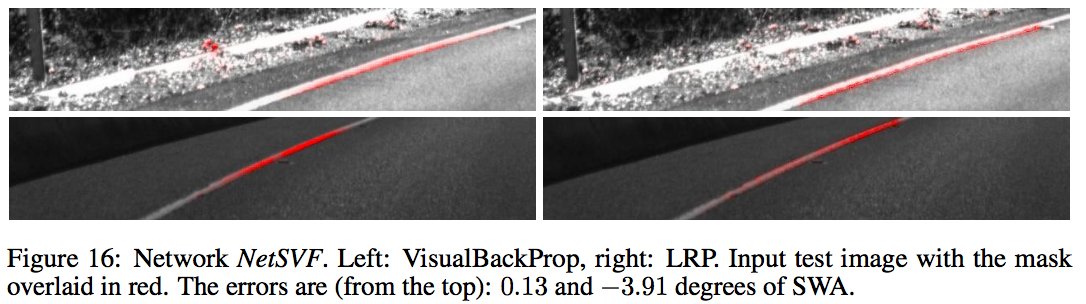 Figure 16: Network NetSVF. Left: VisualBackProp, right: LRP. Input test image with the mask
overlaid in red. The errors are (from the top): 0.13 and −3.91 degrees of SWA.